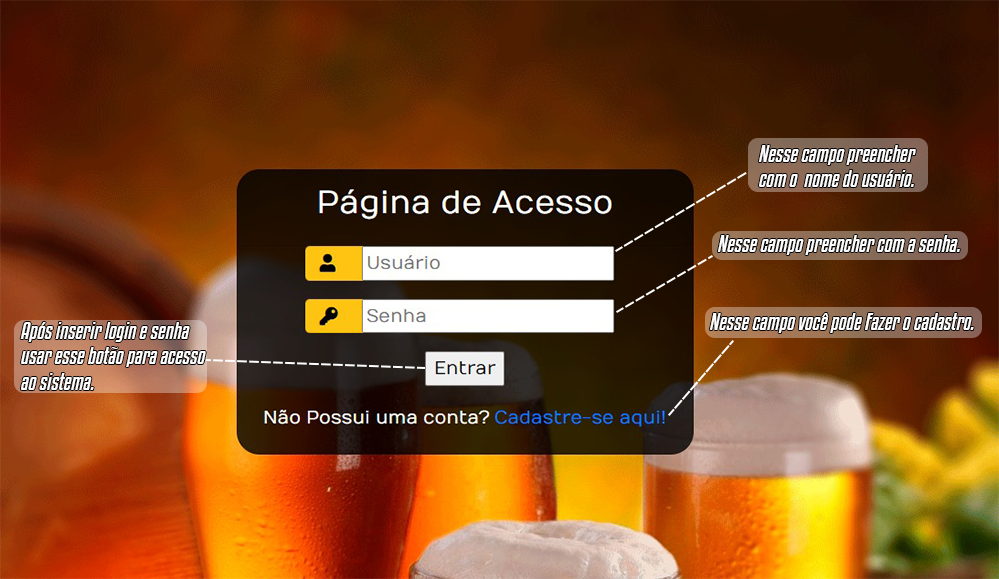 Nesse campo preencher
com o nome do usuário.
Página de Acesso
Usuário
Nesse campo preencher com a senha.
Senha
Nesse campo você pode Fazer o cadastro.
Após inserir login e senha
usar esse botão para acesso
ao sistema.
Entrar
Não Possui uma conta? Cadastre-se aqui!